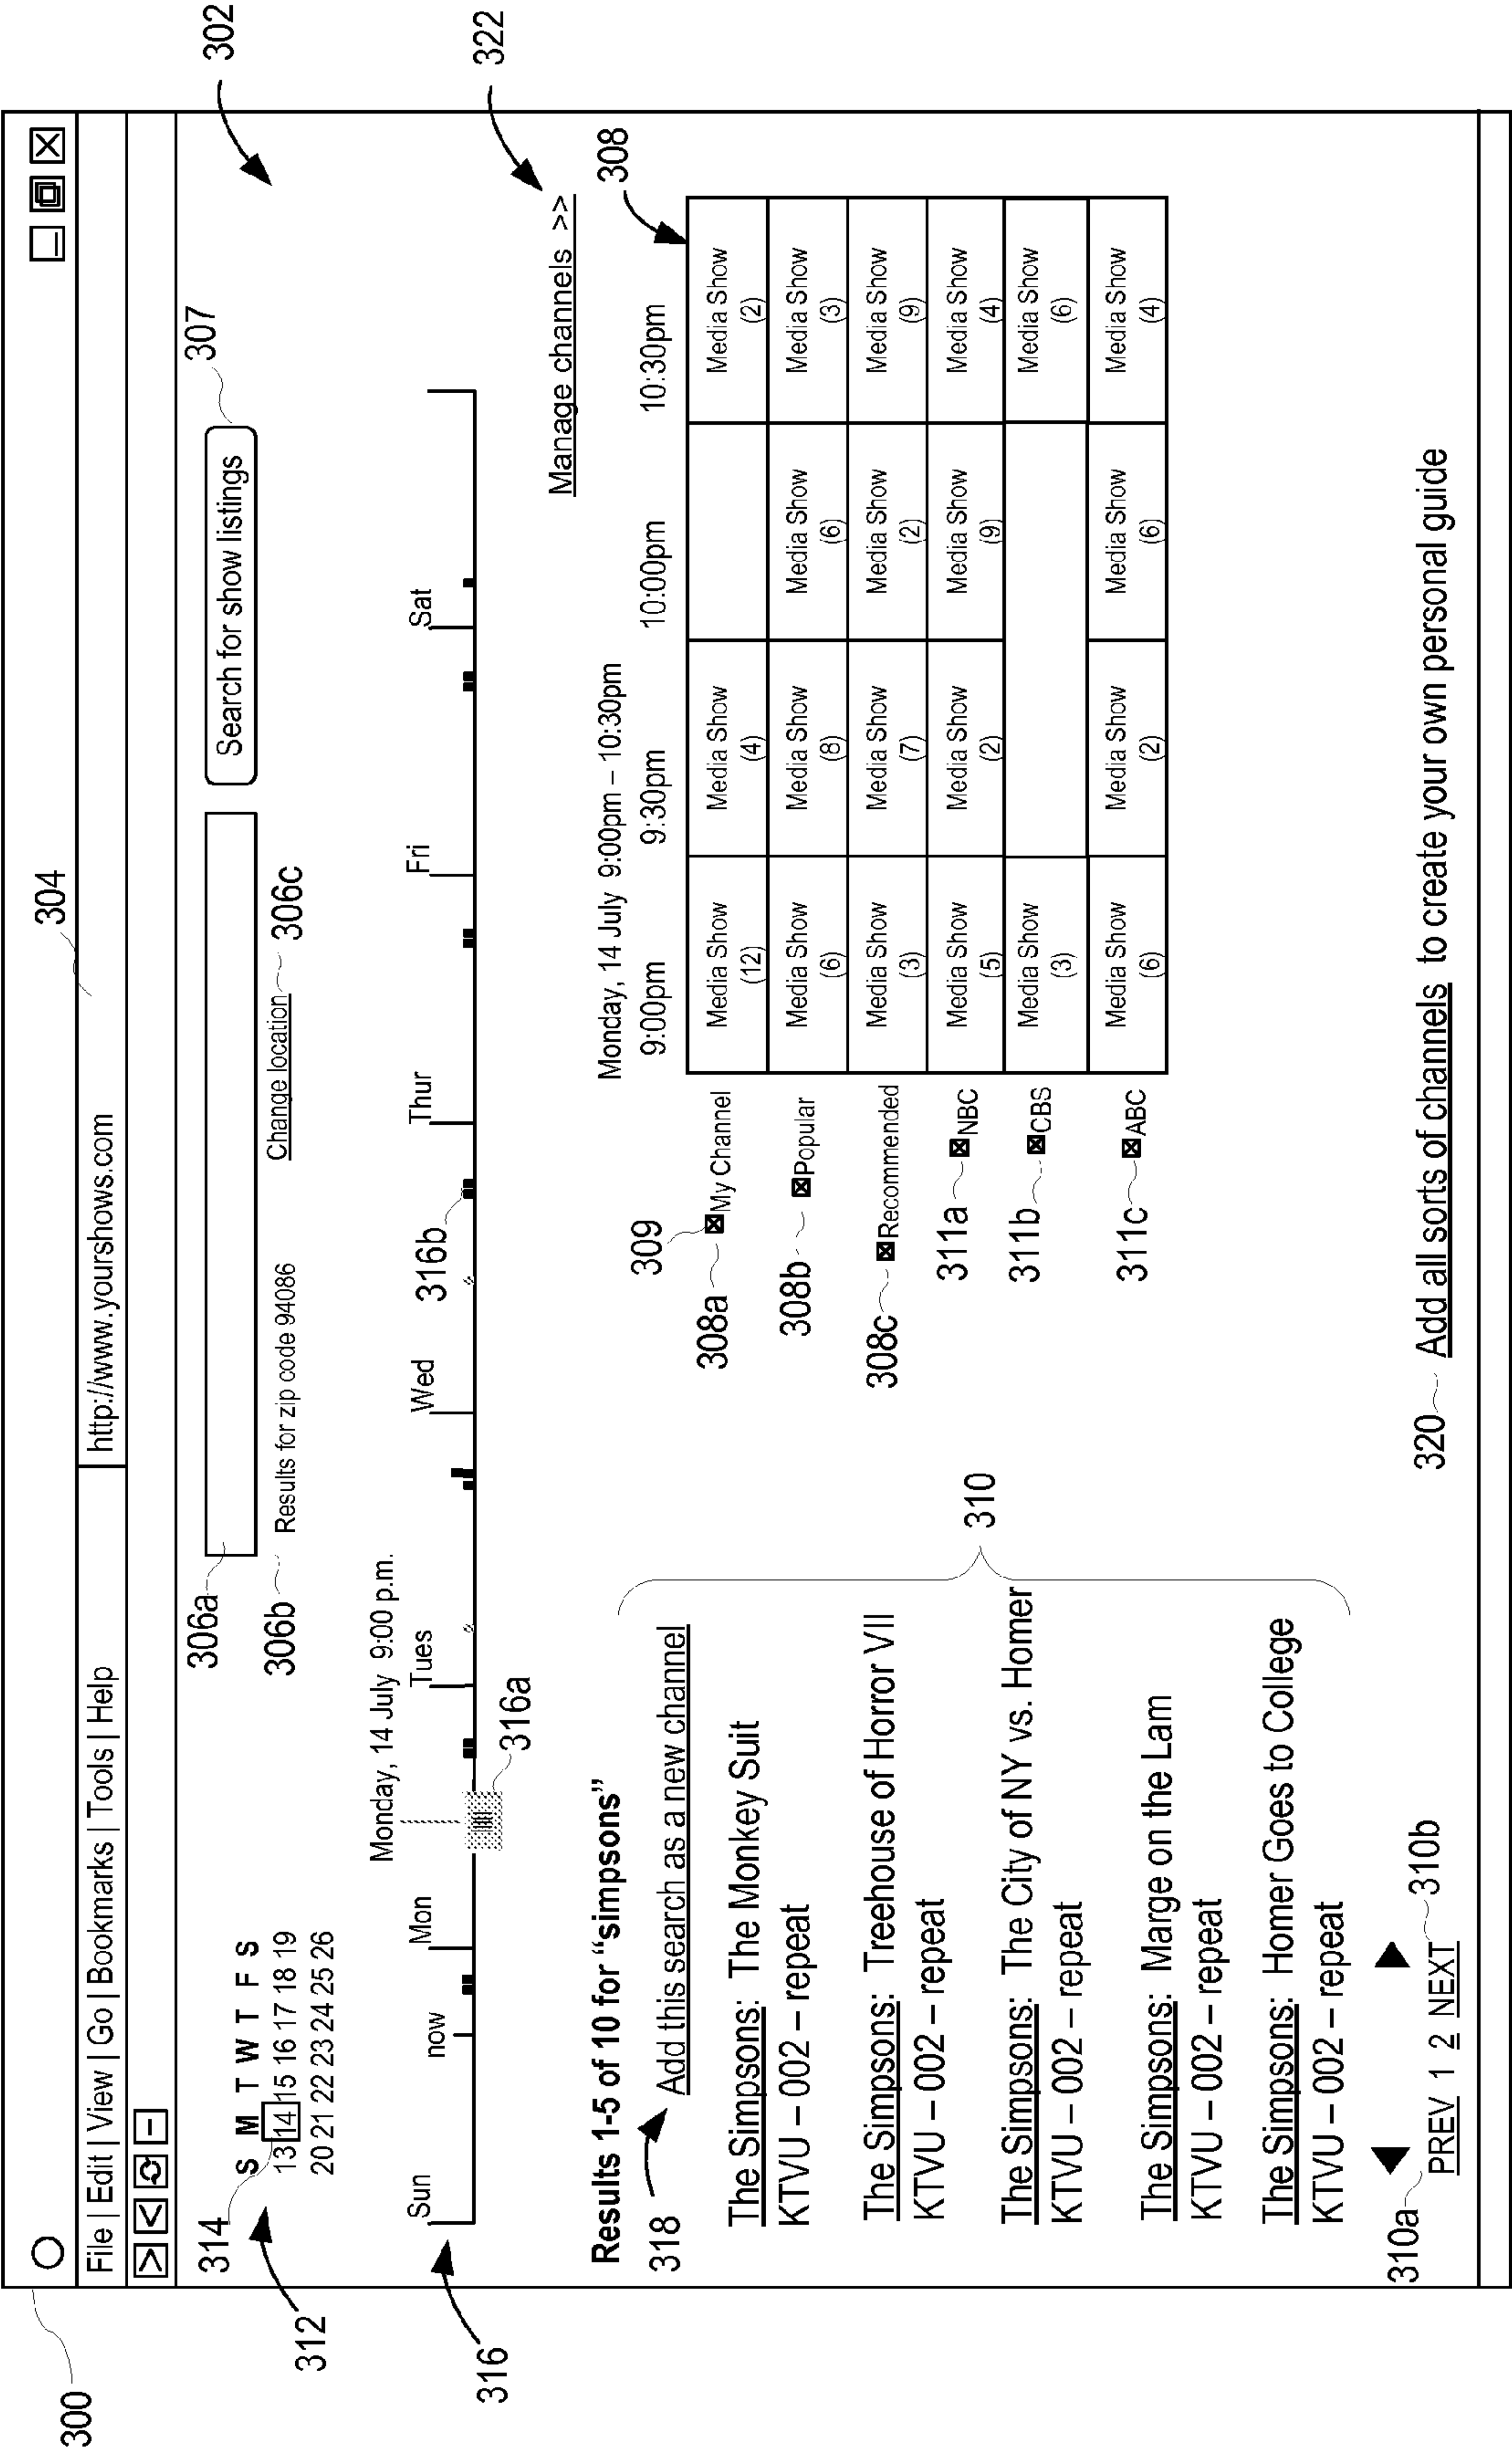 300
304
File | Edit | View | Go | Bookmarks | Tools | Help
http://www.yourshows.com
302
314
312
S M T W T F S
13 14 15 16 17 18 19
20 21 22 23 24 25 26
306a
Search for show listings
307
306b
Results for zip code 94086
Change location
306c
Monday, 14 July 9:00 p.m.
316
Sun
now
Mon
Tues
Wed
Thur
Fri
Sat
316a
316b
Manage channels >>
322
Results 1-5 of 10 for “simpsons”
318
Add this search as a new channel
The Simpsons: The Monkey Suit
KTVU – 002 – repeat
The Simpsons: Treehouse of Horror VII
KTVU – 002 – repeat
The Simpsons: The City of NY vs. Homer
KTVU – 002 – repeat
The Simpsons: Marge on the Lam
KTVU – 002 – repeat
The Simpsons: Homer Goes to College
KTVU – 002 – repeat
310
310a
PREV 1 2 NEXT
310b
Monday, 14 July 9:00pm – 10:30pm
308
9:00pm 9:30pm 10:00pm 10:30pm
309
308a
My Channel
Media Show Media Show Media Show
(12) (4) (2)
308b
Popular
Media Show Media Show Media Show Media Show
(6) (8) (6) (3)
308c
Recommended
Media Show Media Show Media Show Media Show
(3) (7) (2) (9)
311a
NBC
Media Show Media Show Media Show Media Show
(5) (2) (9) (4)
311b
CBS
Media Show Media Show
(3) (6)
311c
ABC
Media Show Media Show Media Show Media Show
(6) (2) (6) (4)
320
Add all sorts of channels to create your own personal guide